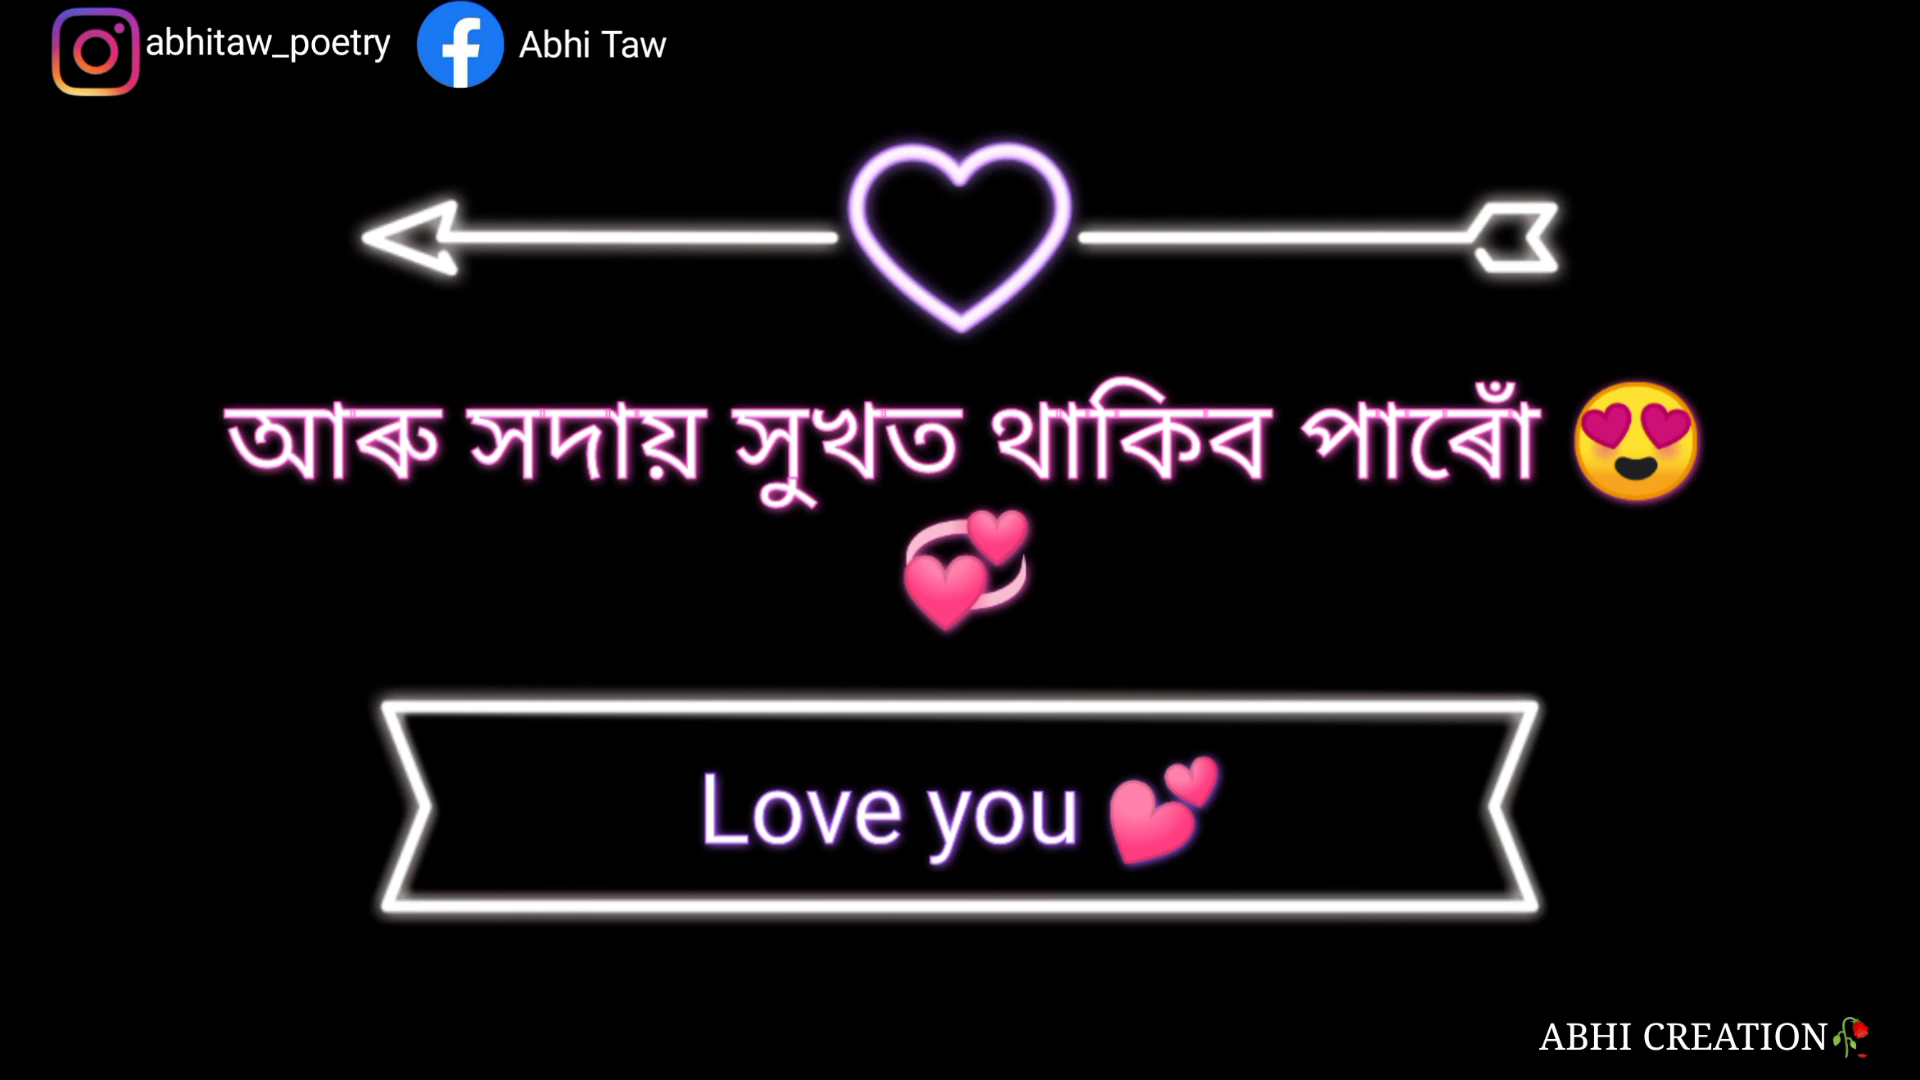 abhitaw_poetry Abhi Taw
আৰু সদায় সুখত থাকিব পাৰোঁ 😍
💞
Love you 💕
ABHI CREATION🥀